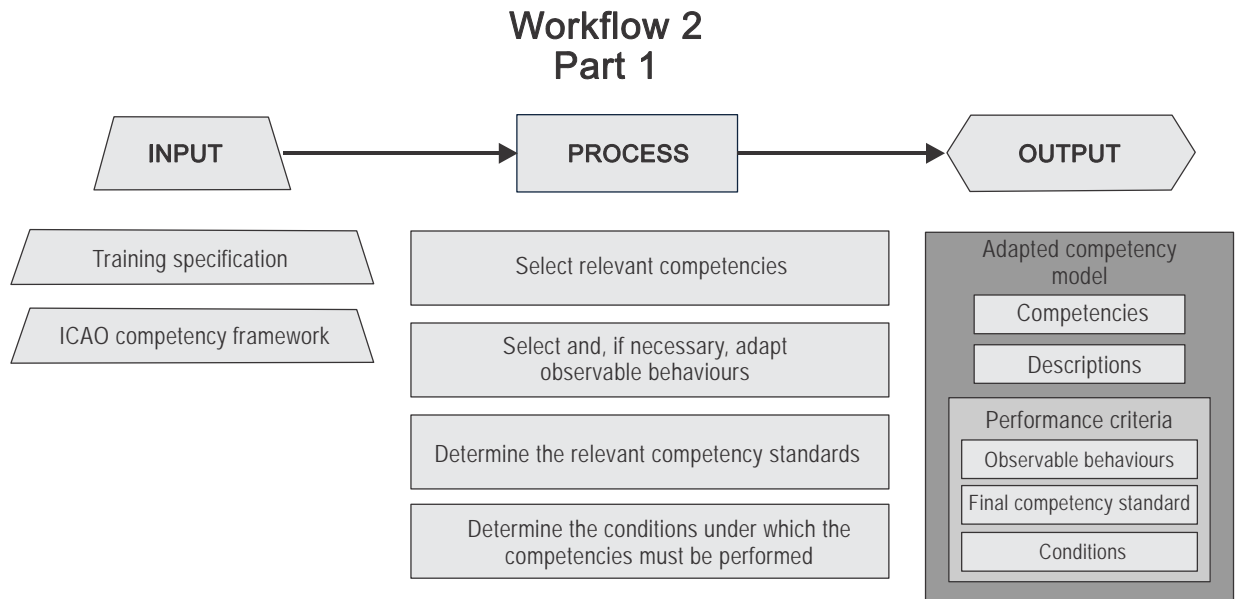 Workflow 2
Part 1
INPUT
PROCESS
OUTPUT
Training specification
ICAO competency framework
Select relevant competencies
Select and, if necessary, adapt
observable behaviours
Determine the relevant competency standards
Determine the conditions under which the
competencies must be performed
Adapted competency
model
Competencies
Descriptions
Performance criteria
Observable behaviours
Final competency standard
Conditions